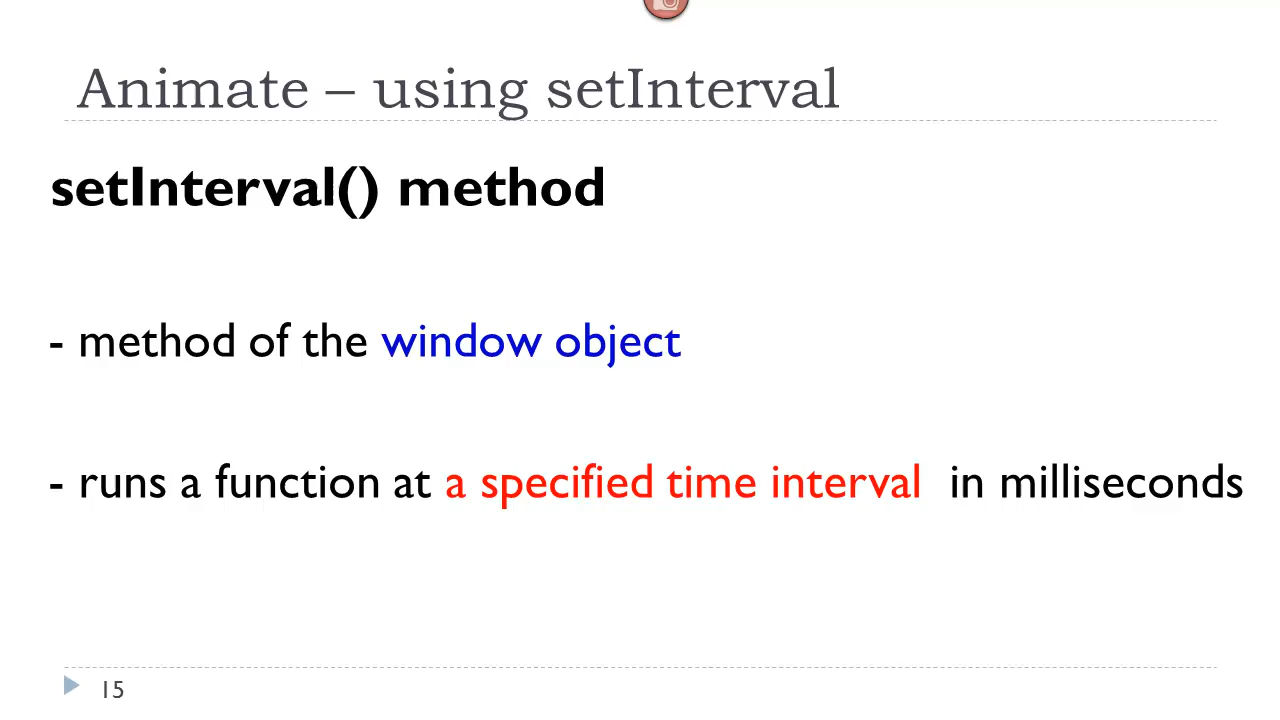 Animate – using setInterval
setInterval() method
- method of the window object
- runs a function at a specified time interval in milliseconds
15